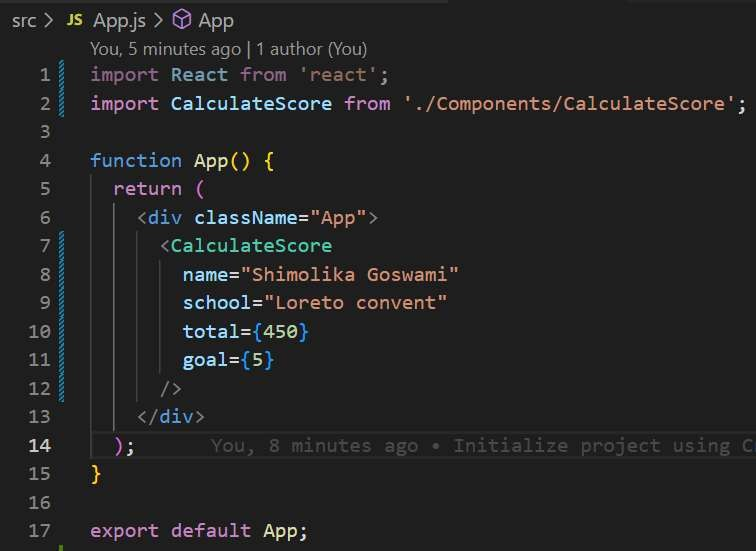 src > JS App.js > App
You, 5 minutes ago | 1 author (You)
1 import React from 'react';
2 import CalculateScore from './Components/CalculateScore';
3
4 function App() {
5   return (
6     <div className="App">
7       <CalculateScore
8         name="Shimolika Goswami"
9         school="Loreto convent"
10         total={450}
11         goal={5}
12       />
13     </div>
14   ); You, 8 minutes ago • Initialize project using C
15 }
16
17 export default App;